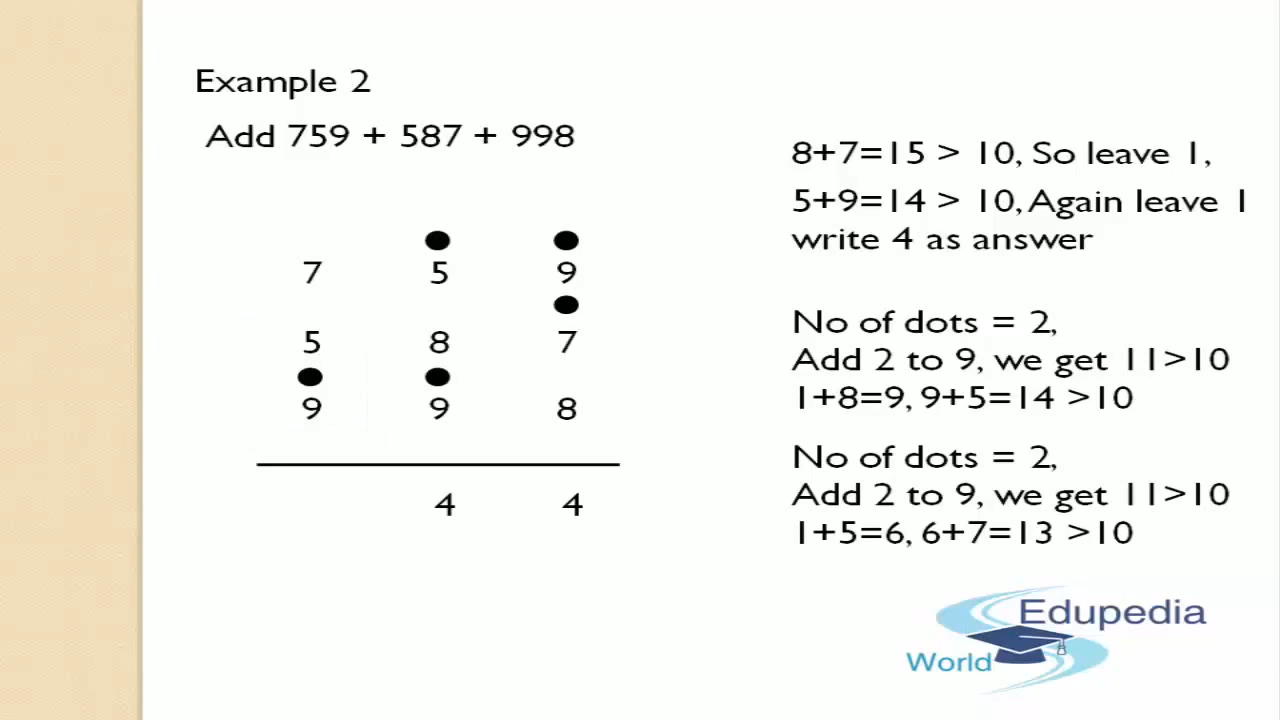 Example 2
Add 759 + 587 + 998
7 5 9
5 8 7
9 9 8
4 4
8+7=15 > 10, So leave 1,
5+9=14 > 10, Again leave 1
write 4 as answer
No of dots = 2,
Add 2 to 9, we get 11>10
1+8=9, 9+5=14 >10
No of dots = 2,
Add 2 to 9, we get 11>10
1+5=6, 6+7=13 >10
Edupedia
World